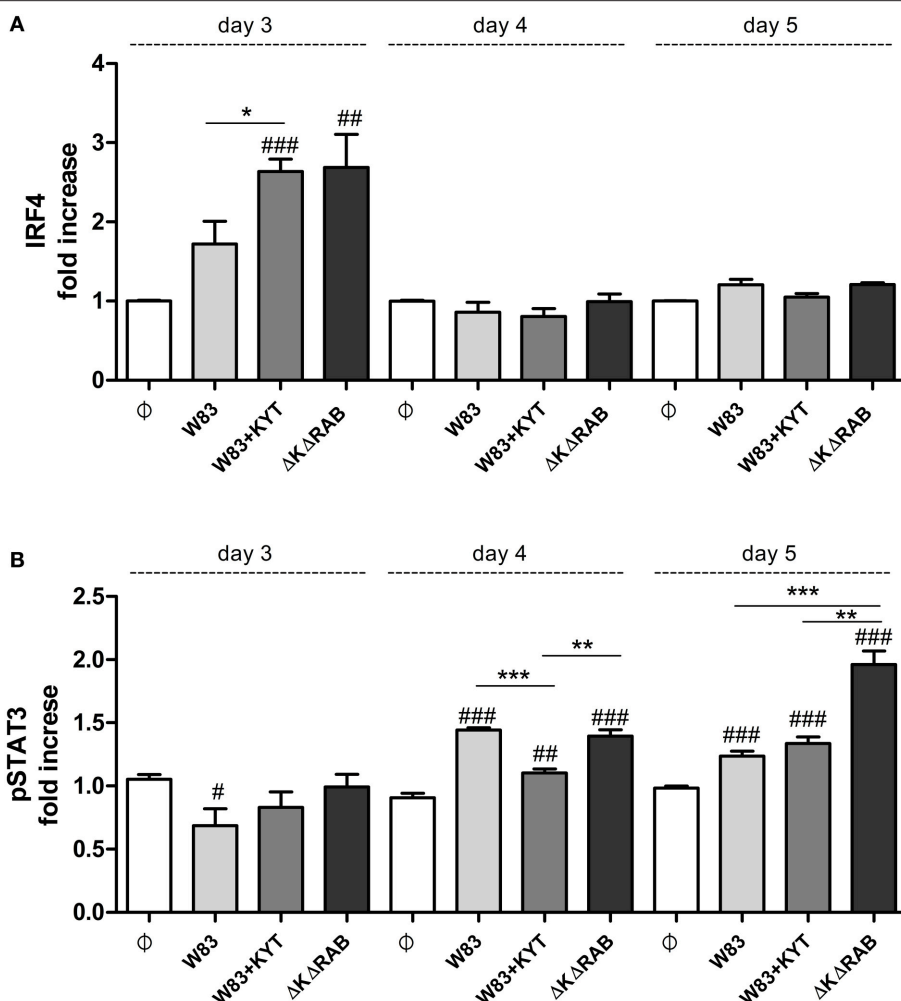 A
day 3 day 4 day 5
IRF4
fold increase
4
3
2
1
0
*
###
##
ϕ W83 W83+KYT ΔKΔRAB ϕ W83 W83+KYT ΔKΔRAB ϕ W83 W83+KYT ΔKΔRAB
B
day 3 day 4 day 5
pSTAT3
fold increse
2.5
2.0
1.5
1.0
0.5
0.0
***
**
###
**
***
###
##
###
###
###
#
ϕ W83 W83+KYT ΔKΔRAB ϕ W83 W83+KYT ΔKΔRAB ϕ W83 W83+KYT ΔKΔRAB